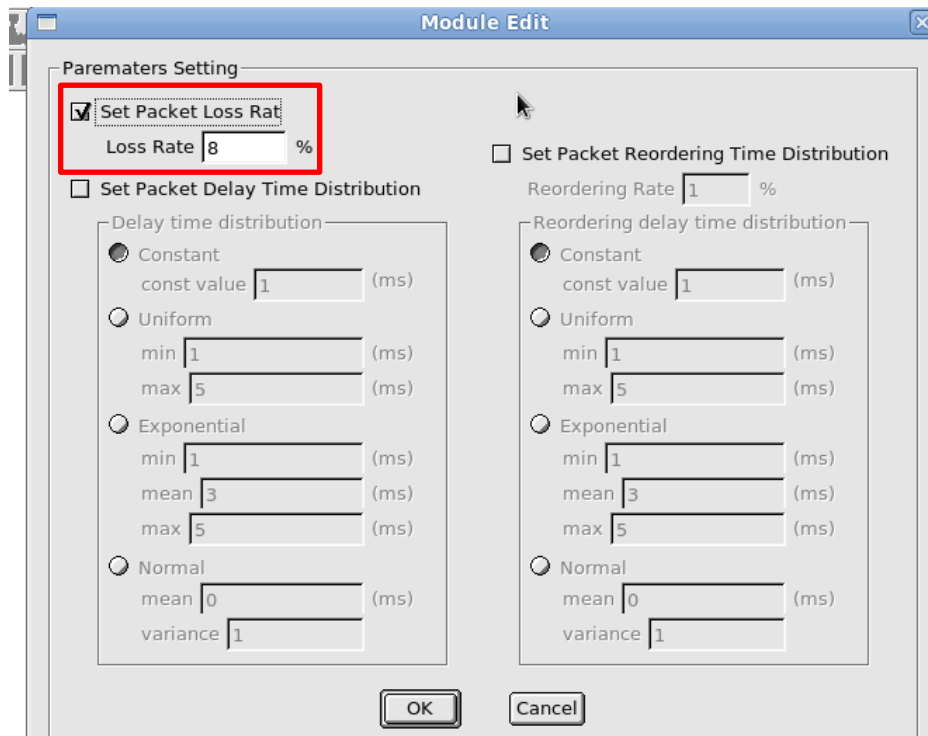 Module Edit
Parematers Setting
Set Packet Loss Rat
Loss Rate 8 %
Set Packet Delay Time Distribution
Delay time distribution
Constant
const value 1 (ms)
Uniform
min 1 (ms)
max 5 (ms)
Exponential
min 1 (ms)
mean 3 (ms)
max 5 (ms)
Normal
mean 0 (ms)
variance 1
Set Packet Reordering Time Distribution
Reordering Rate 1 %
Reordering delay time distribution
Constant
const value 1 (ms)
Uniform
min 1 (ms)
max 5 (ms)
Exponential
min 1 (ms)
mean 3 (ms)
max 5 (ms)
Normal
mean 0 (ms)
variance 1
OK Cancel